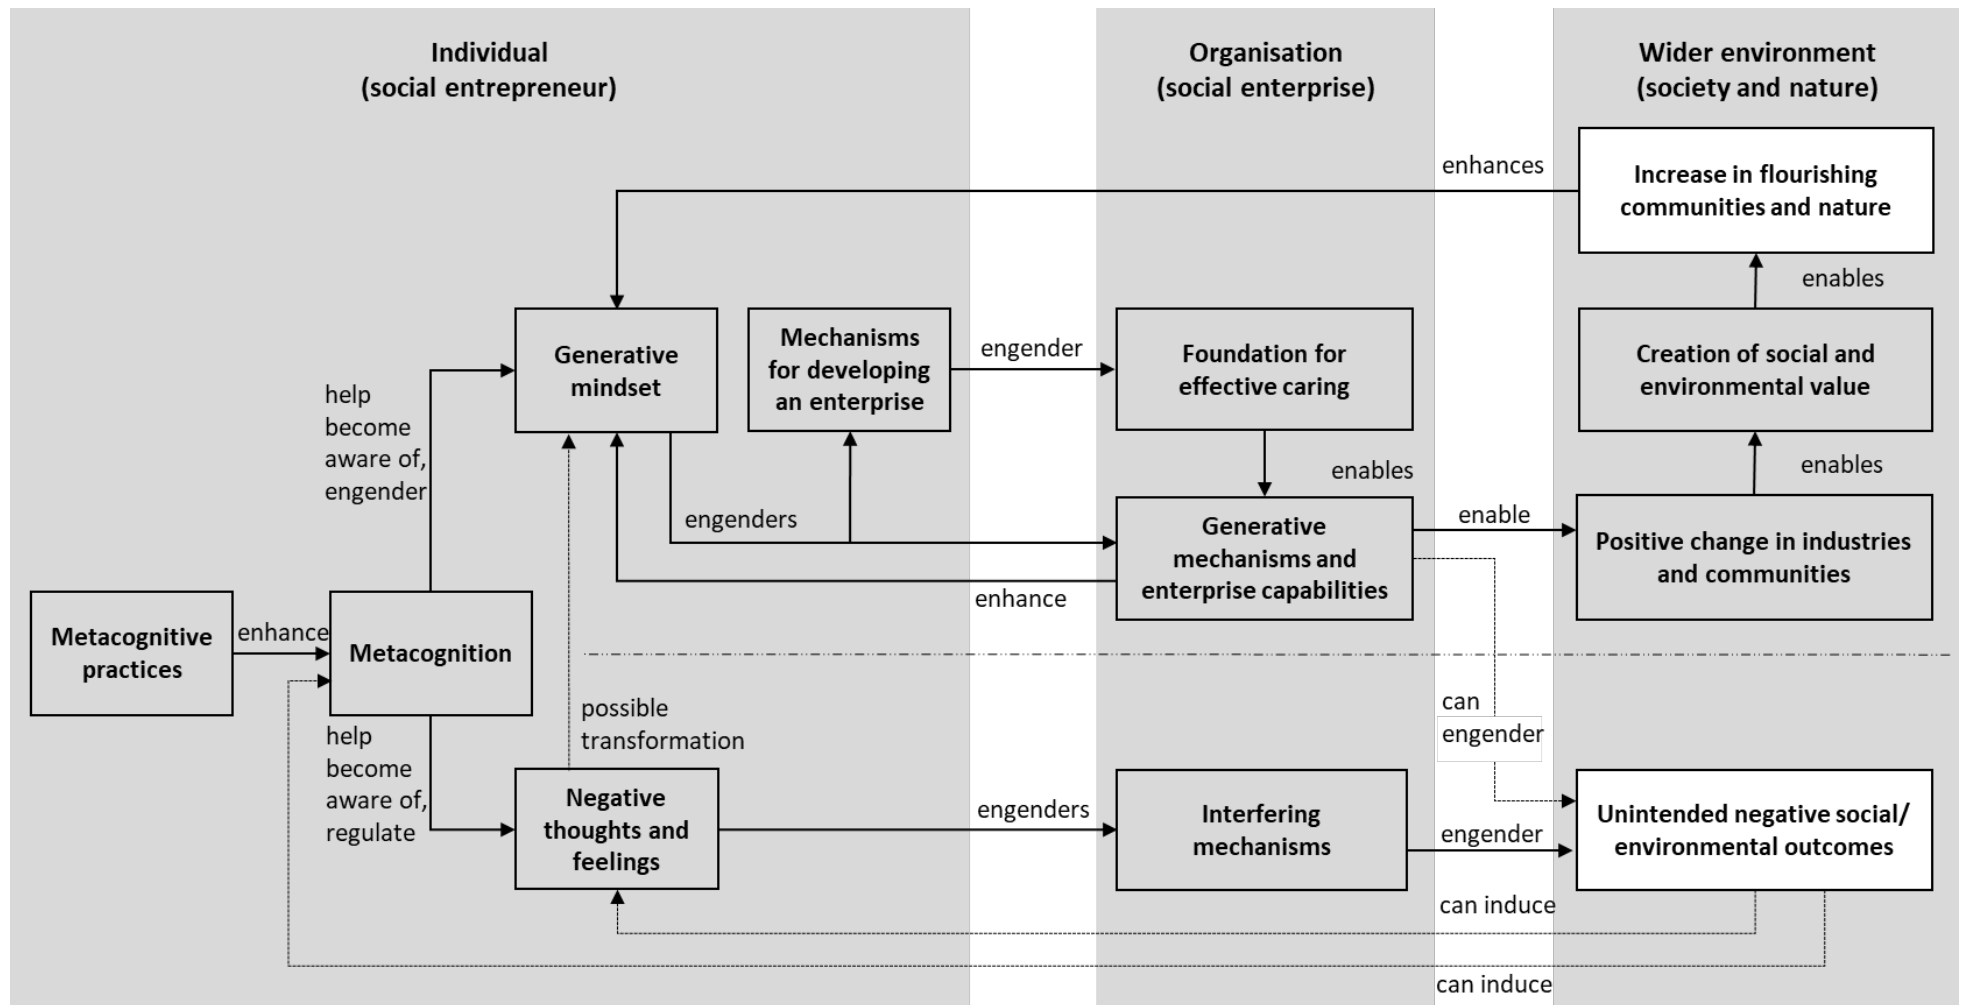 Individual
(social entrepreneur)
Organisation
(social enterprise)
Wider environment
(society and nature)
enhances
Increase in flourishing
communities and nature
enables
Generative
mindset
Mechanisms
for developing
an enterprise
engender
Foundation for
effective caring
Creation of social and
environmental value
help
become
aware of,
engender
enables
enables
engenders
Generative
mechanisms and
enterprise capabilities
enable
Positive change in industries
and communities
enhance
Metacognitive
practices
enhance
Metacognition
possible
transformation
can
engender
help
become
aware of,
regulate
Negative
thoughts and
feelings
engenders
Interfering
mechanisms
engender
Unintended negative social/
environmental outcomes
can induce
can induce